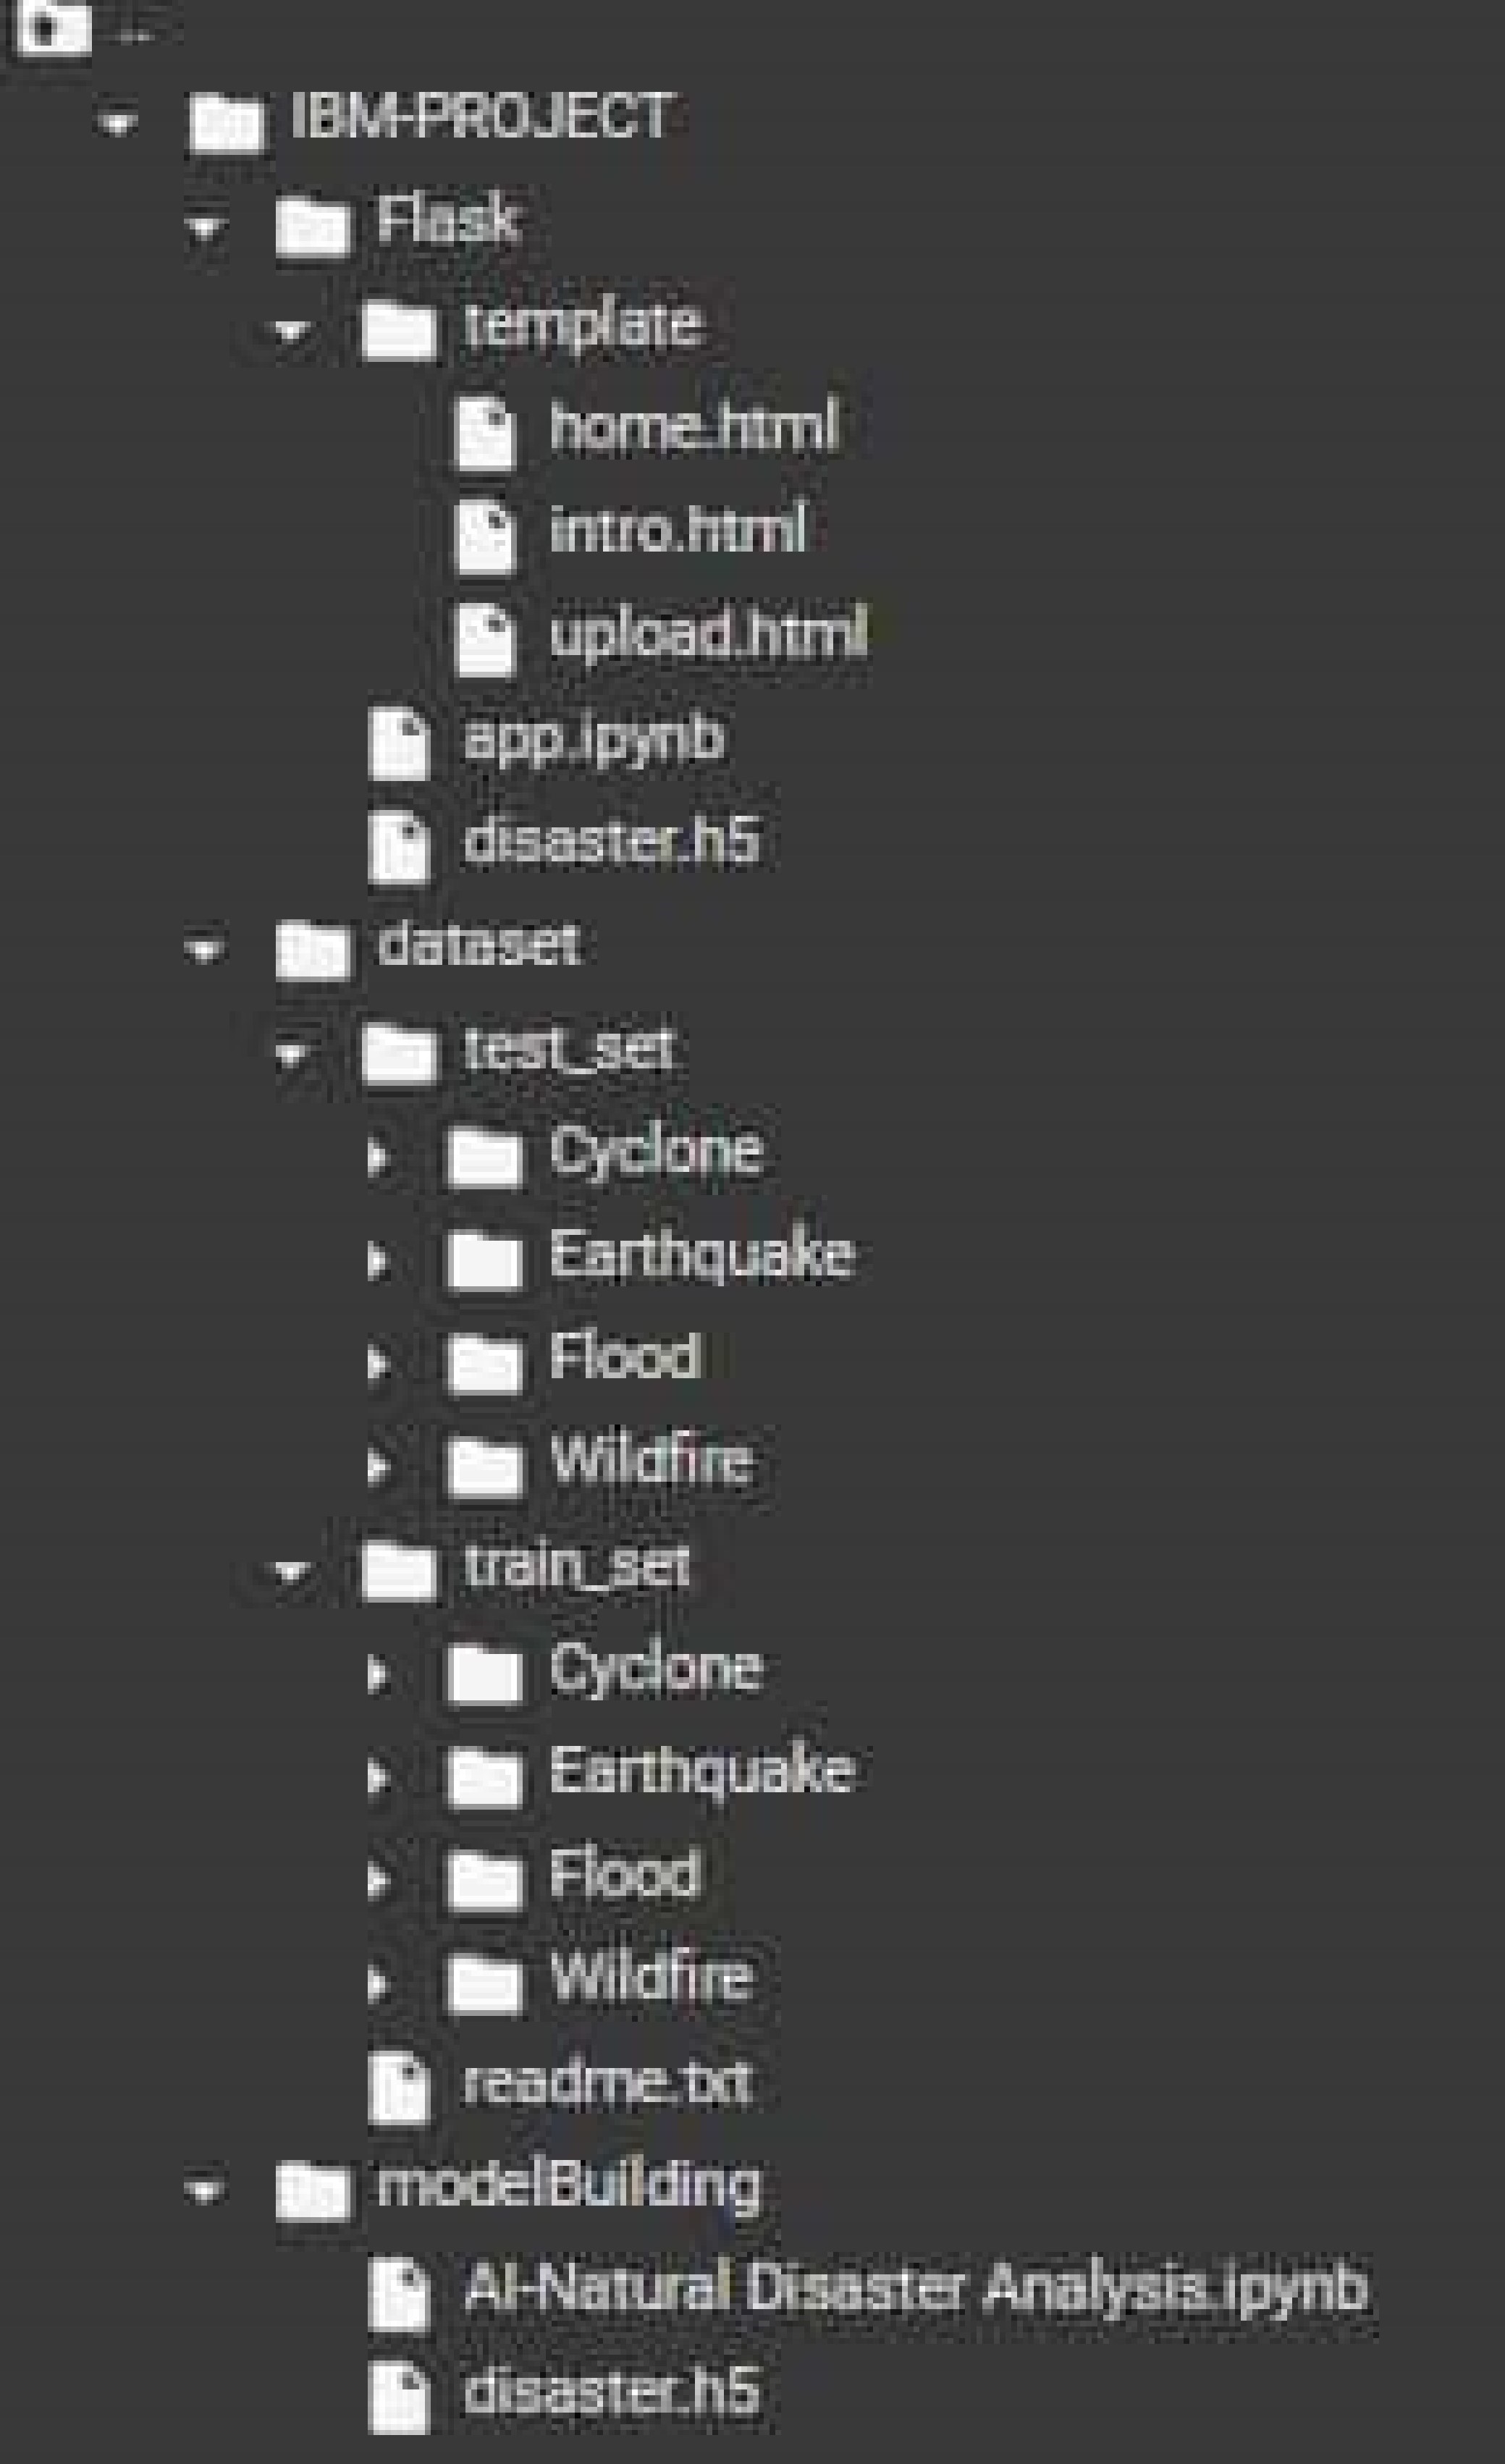 ..
IBM-PROJECT
Flask
template
home.html
intro.html
upload.html
app.ipynb
disaster.h5
dataset
test_set
Cyclone
Earthquake
Flood
Wildfire
train_set
Cyclone
Earthquake
Flood
Wildfire
readme.txt
modelBuilding
AI-Natural Disaster Analysis.ipynb
disaster.h5